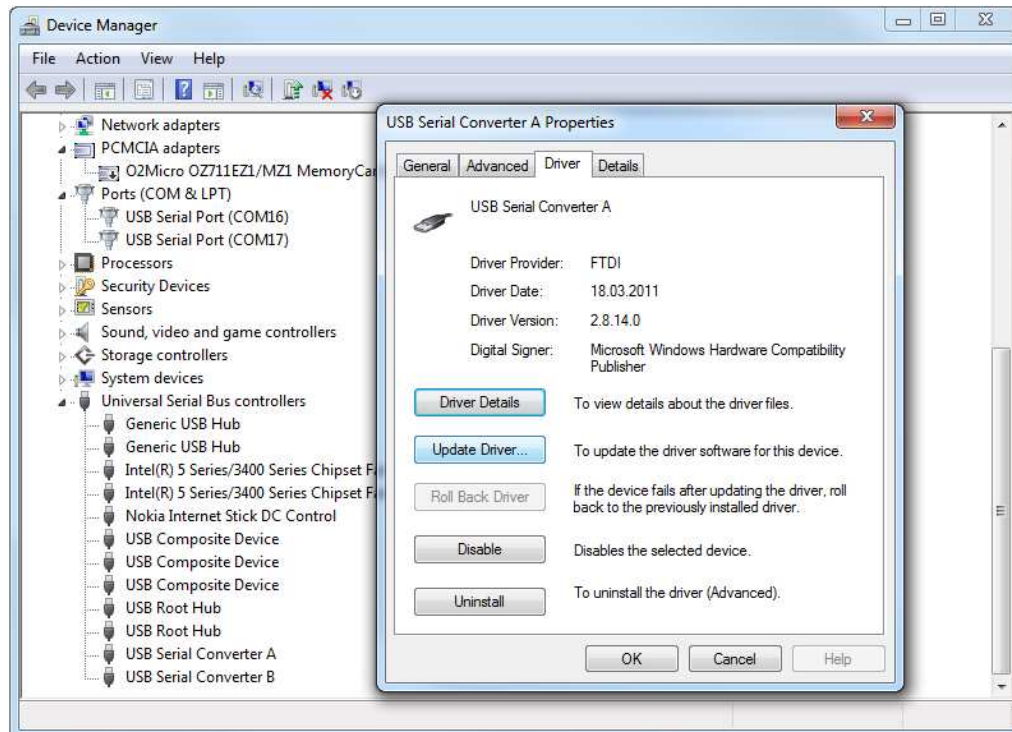 Device Manager
File Action View Help
Network adapters
PCMCIA adapters
O2Micro OZ711EZ1/MZ1 MemoryCa
Ports (COM & LPT)
USB Serial Port (COM16)
USB Serial Port (COM17)
Processors
Security Devices
Sensors
Sound, video and game controllers
Storage controllers
System devices
Universal Serial Bus controllers
Generic USB Hub
Generic USB Hub
Intel(R) 5 Series/3400 Series Chipset F
Intel(R) 5 Series/3400 Series Chipset F
Nokia Internet Stick DC Control
USB Composite Device
USB Composite Device
USB Composite Device
USB Root Hub
USB Root Hub
USB Serial Converter A
USB Serial Converter B
USB Serial Converter A Properties
General Advanced Driver Details
USB Serial Converter A
Driver Provider: FTDI
Driver Date: 18.03.2011
Driver Version: 2.8.14.0
Digital Signer: Microsoft Windows Hardware Compatibility
Publisher
Driver Details To view details about the driver files.
Update Driver... To update the driver software for this device.
Roll Back Driver If the device fails after updating the driver, roll
back to the previously installed driver.
Disable Disables the selected device.
Uninstall To uninstall the driver (Advanced).
OK Cancel Help